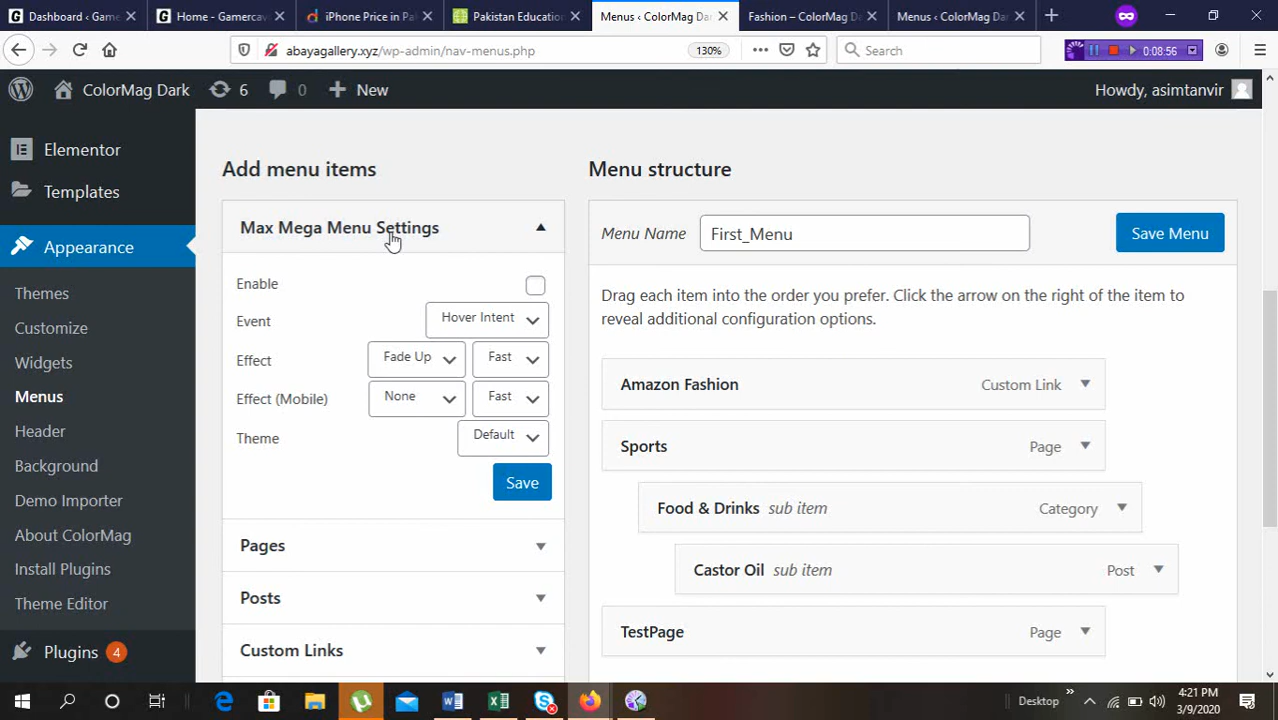 Dashboard ‹ Game
Home - Gamercav
iPhone Price in Pa
Pakistan Education
Menus ‹ ColorMag Dar
Fashion – ColorMag D
Menus ‹ ColorMag Dar
abayagallery.xyz/wp-admin/nav-menus.php
130%
Search
0:08:56
ColorMag Dark
6
0
New
Howdy, asimtanvir
Elementor
Templates
Appearance
Themes
Customize
Widgets
Menus
Header
Background
Demo Importer
About ColorMag
Install Plugins
Theme Editor
Plugins 4
Add menu items
Max Mega Menu Settings
Enable
Event Hover Intent
Effect Fade Up Fast
Effect (Mobile) None Fast
Theme Default
Save
Pages
Posts
Custom Links
Menu structure
Menu Name First_Menu Save Menu
Drag each item into the order you prefer. Click the arrow on the right of the item to
reveal additional configuration options.
Amazon Fashion Custom Link
Sports Page
Food & Drinks sub item Category
Castor Oil sub item Post
TestPage Page
Desktop
4:21 PM
3/9/2020